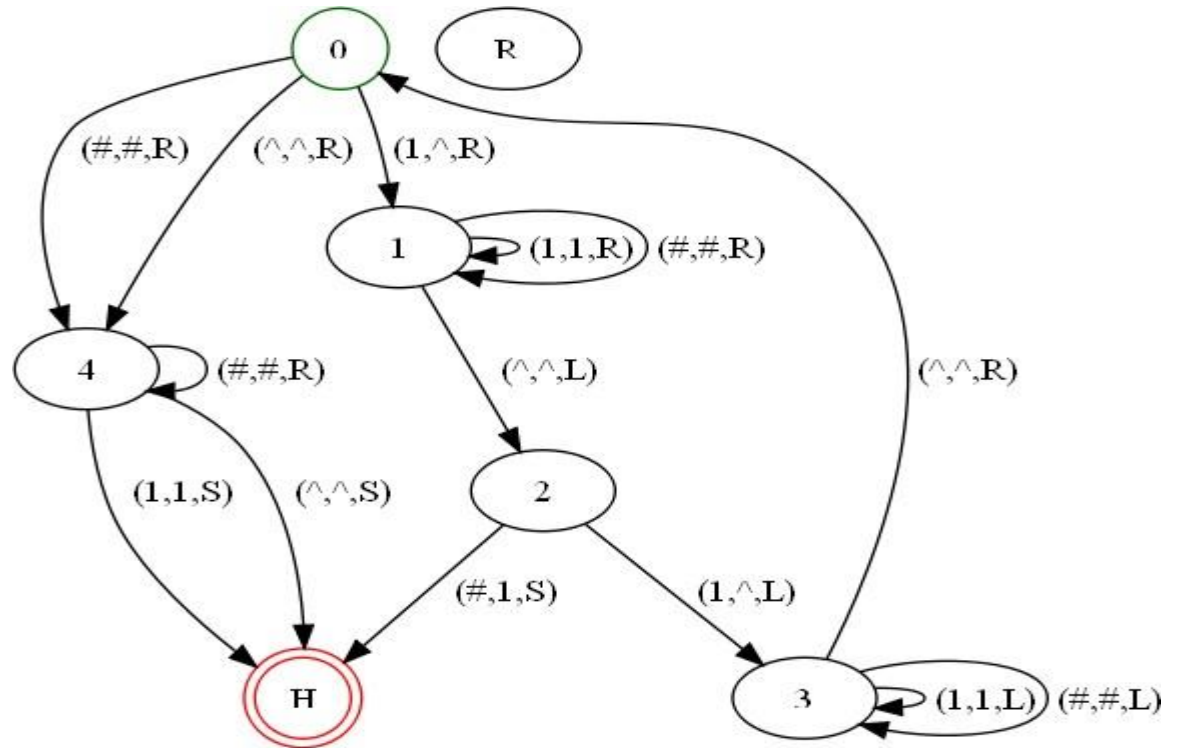 0 R
(#,#,R) (^,^,R) (1,^,R)
1 (1,1,R) (#,#,R)
4 (#,#,R) (^,^,L) (^,^,R)
(1,1,S) (^,^,S) 2
(#,1,S) (1,^,L)
H 3 (1,1,L) (#,#,L)